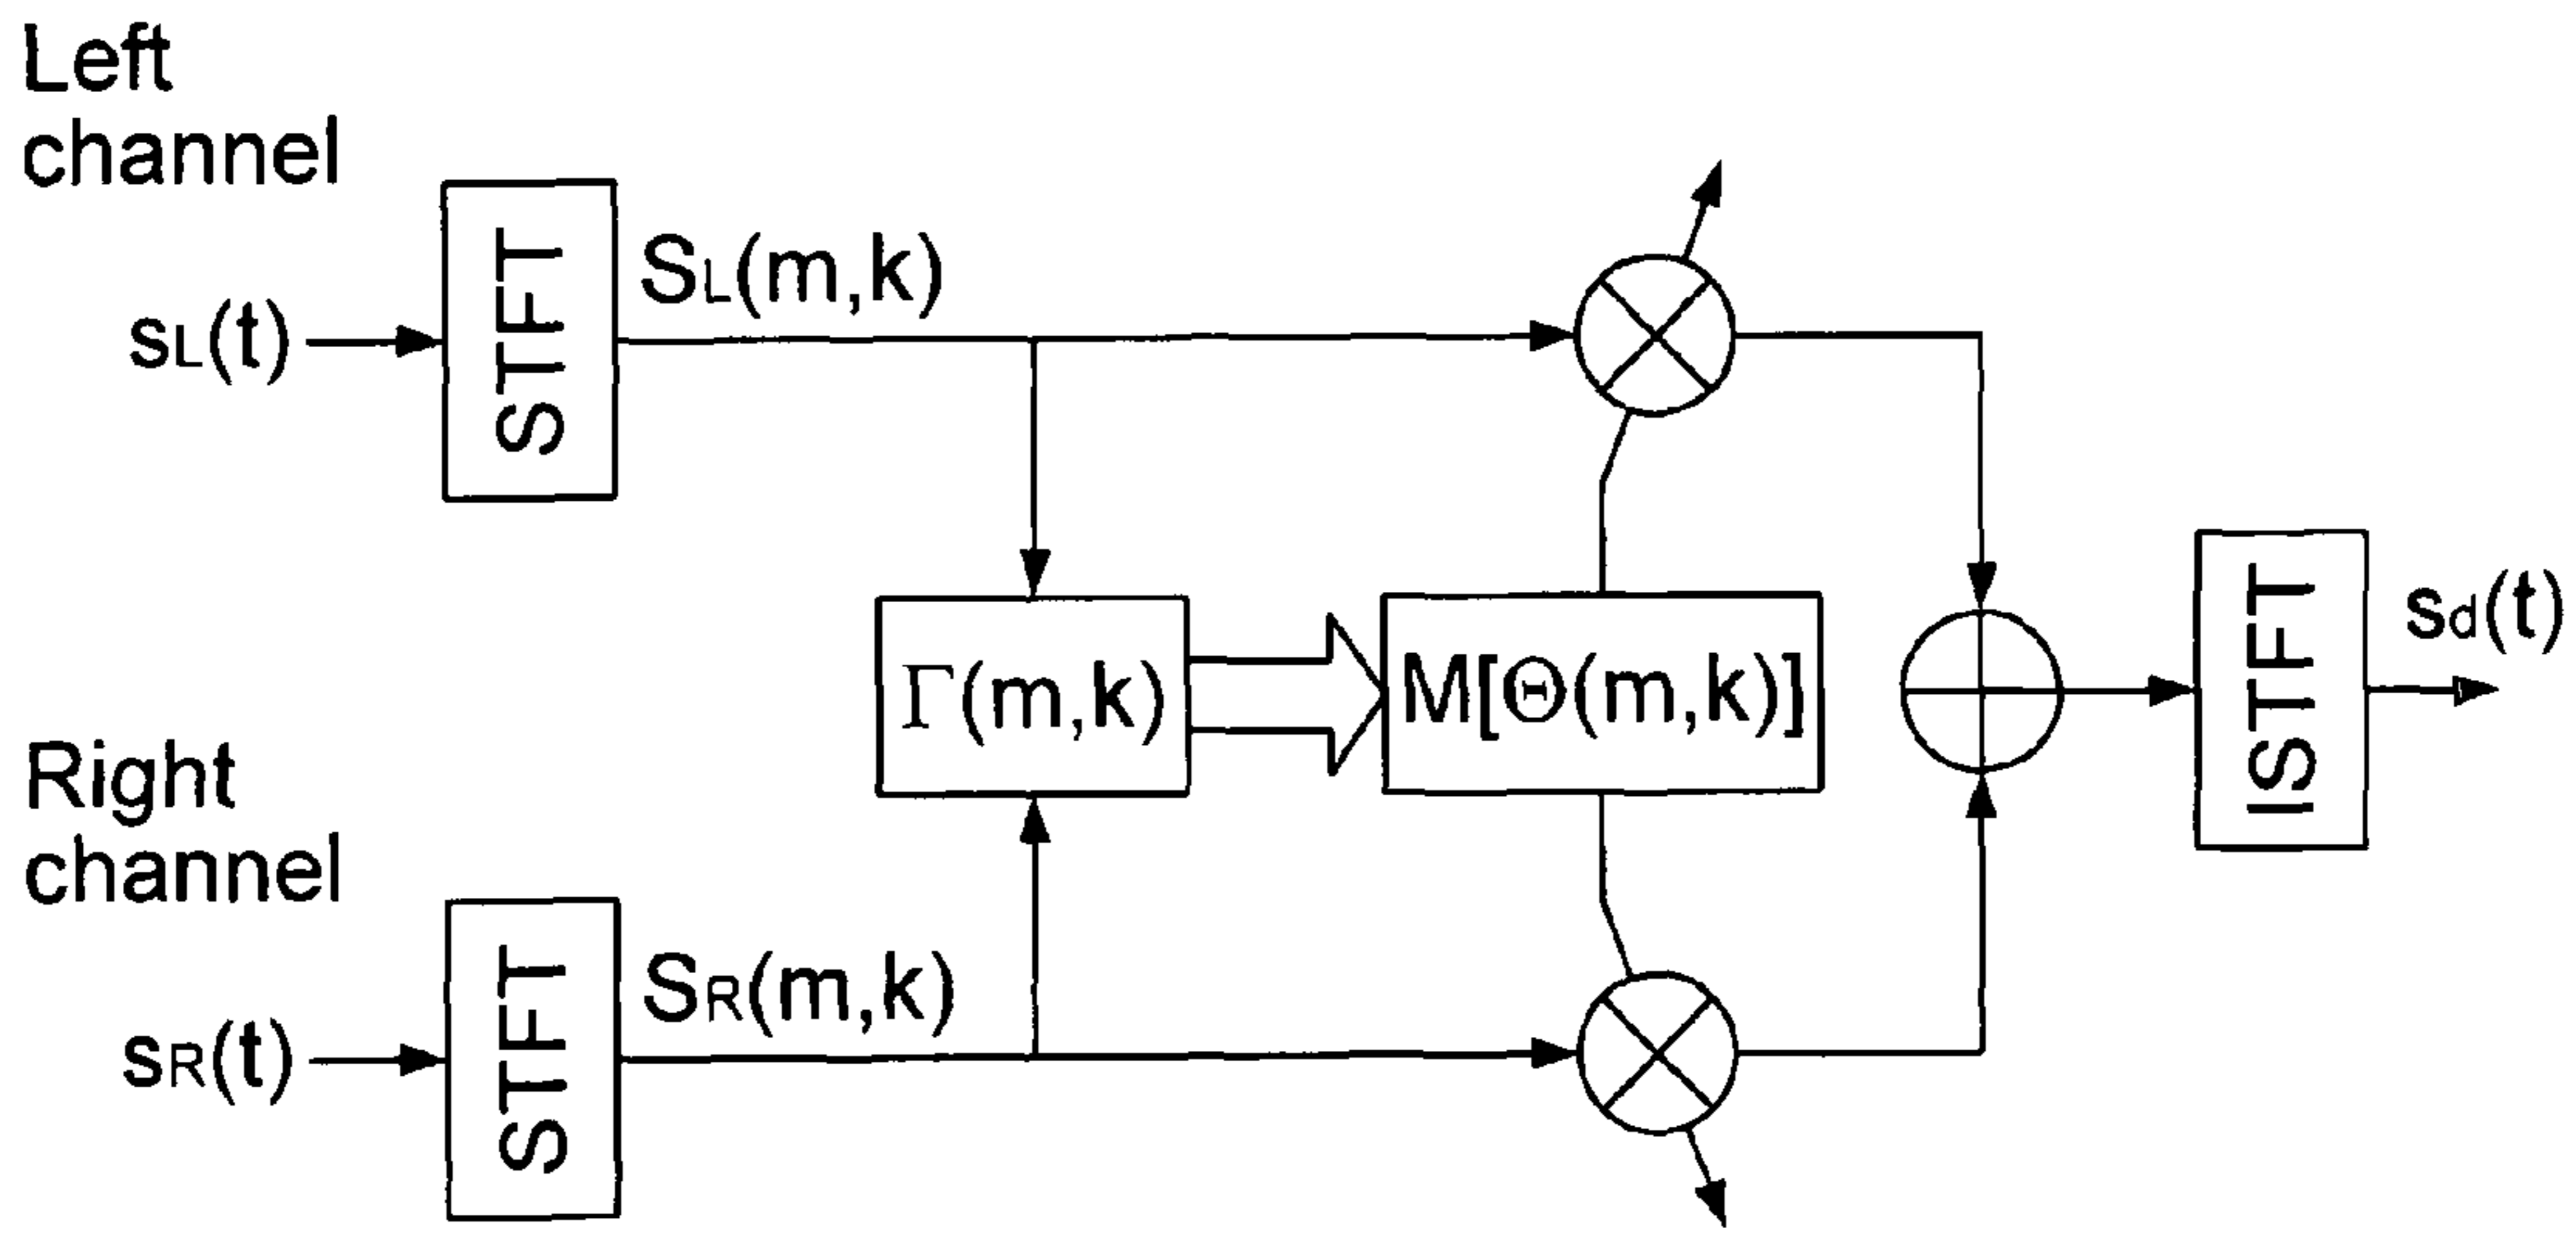 Left
channel
sL(t)
STFT
SL(m,k)
Γ(m,k)
M[Θ(m,k)]
ISTFT
sd(t)
Right
channel
sR(t)
STFT
SR(m,k)